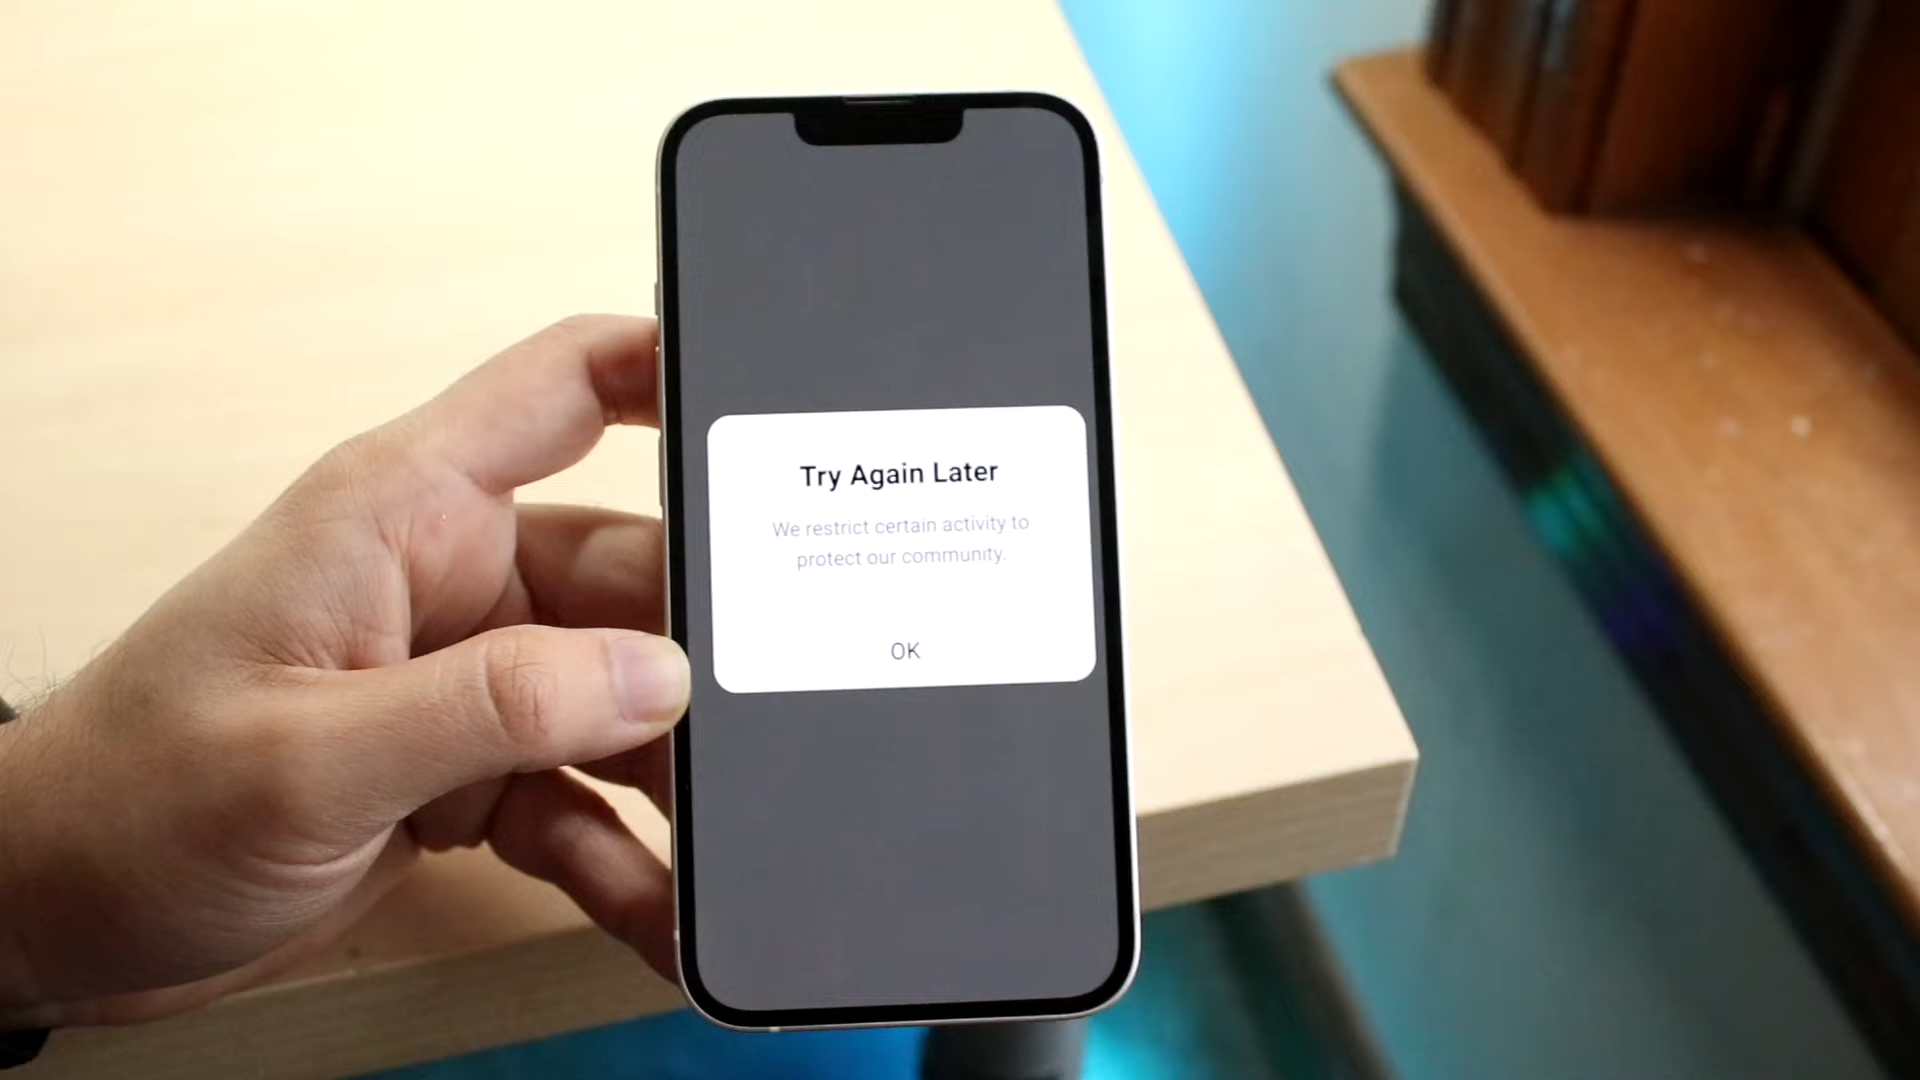 Try Again Later
We restrict certain activity to
protect our community.
OK